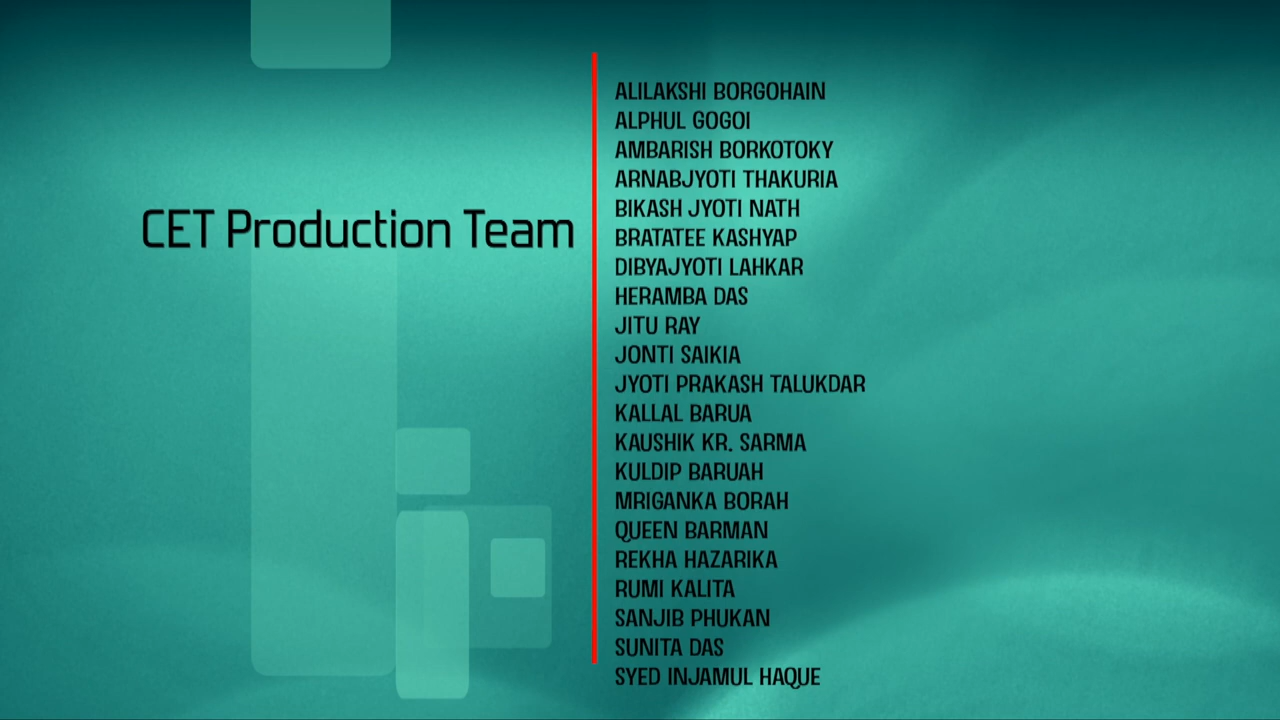 CET Production Team
ALILAKSHI BORGOHAIN
ALPHUL GOGOI
AMBARISH BORKOTOKY
ARNABJYOTI THAKURIA
BIKASH JYOTI NATH
BRATATEE KASHYAP
DIBYAJYOTI LAHKAR
HERAMBA DAS
JITU RAY
JONTI SAIKIA
JYOTI PRAKASH TALUKDAR
KALLAL BARUA
KAUSHIK KR. SARMA
KULDIP BARUAH
MRIGANKA BORAH
QUEEN BARMAN
REKHA HAZARIKA
RUMI KALITA
SANJIB PHUKAN
SUNITA DAS
SYED INJAMUL HAQUE